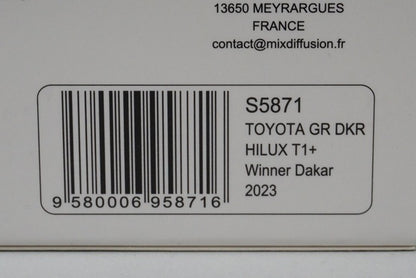 13650 MEYRARGUES
FRANCE
contact@mixdiffusion.fr
S5871
TOYOTA GR DKR
HILUX T1+
Winner Dakar
2023
9 580006 958716